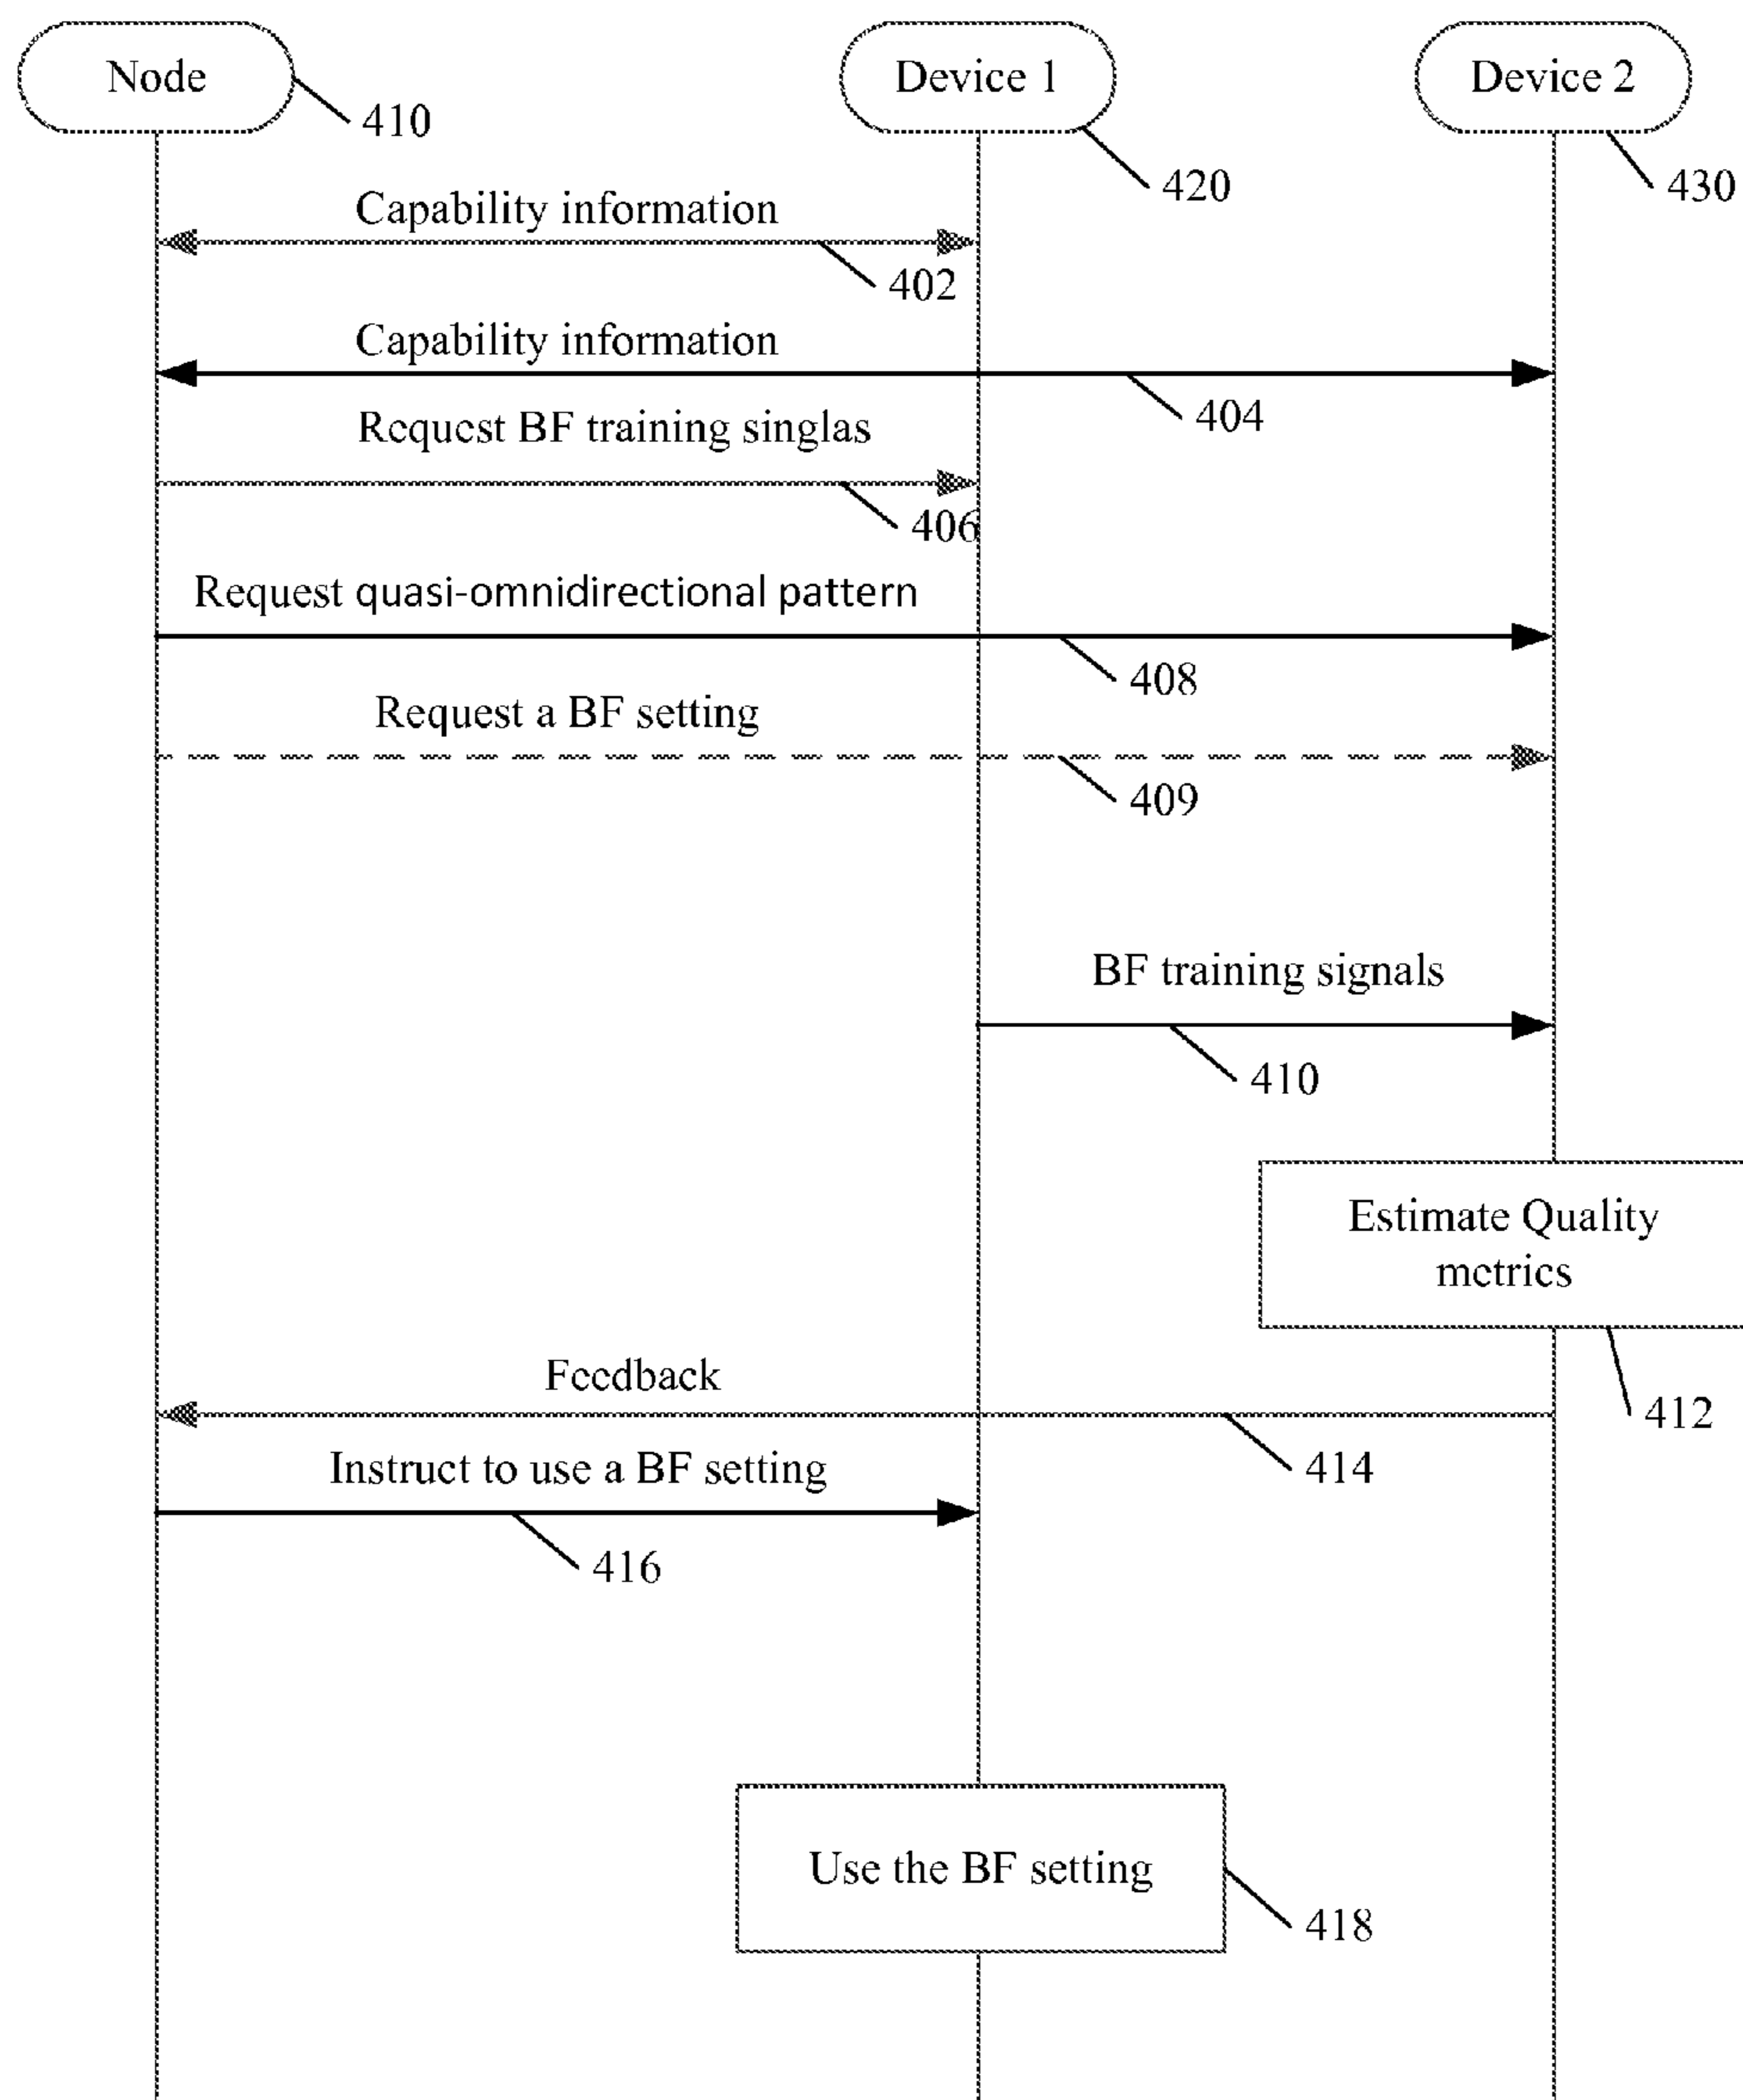 Node
Device 1
Device 2
410
420
430
Capability information
402
Capability information
404
Request BF training singlas
406
Request quasi-omnidirectional pattern
408
Request a BF setting
409
BF training signals
410
Estimate Quality
metrics
412
Feedback
414
Instruct to use a BF setting
416
Use the BF setting
418